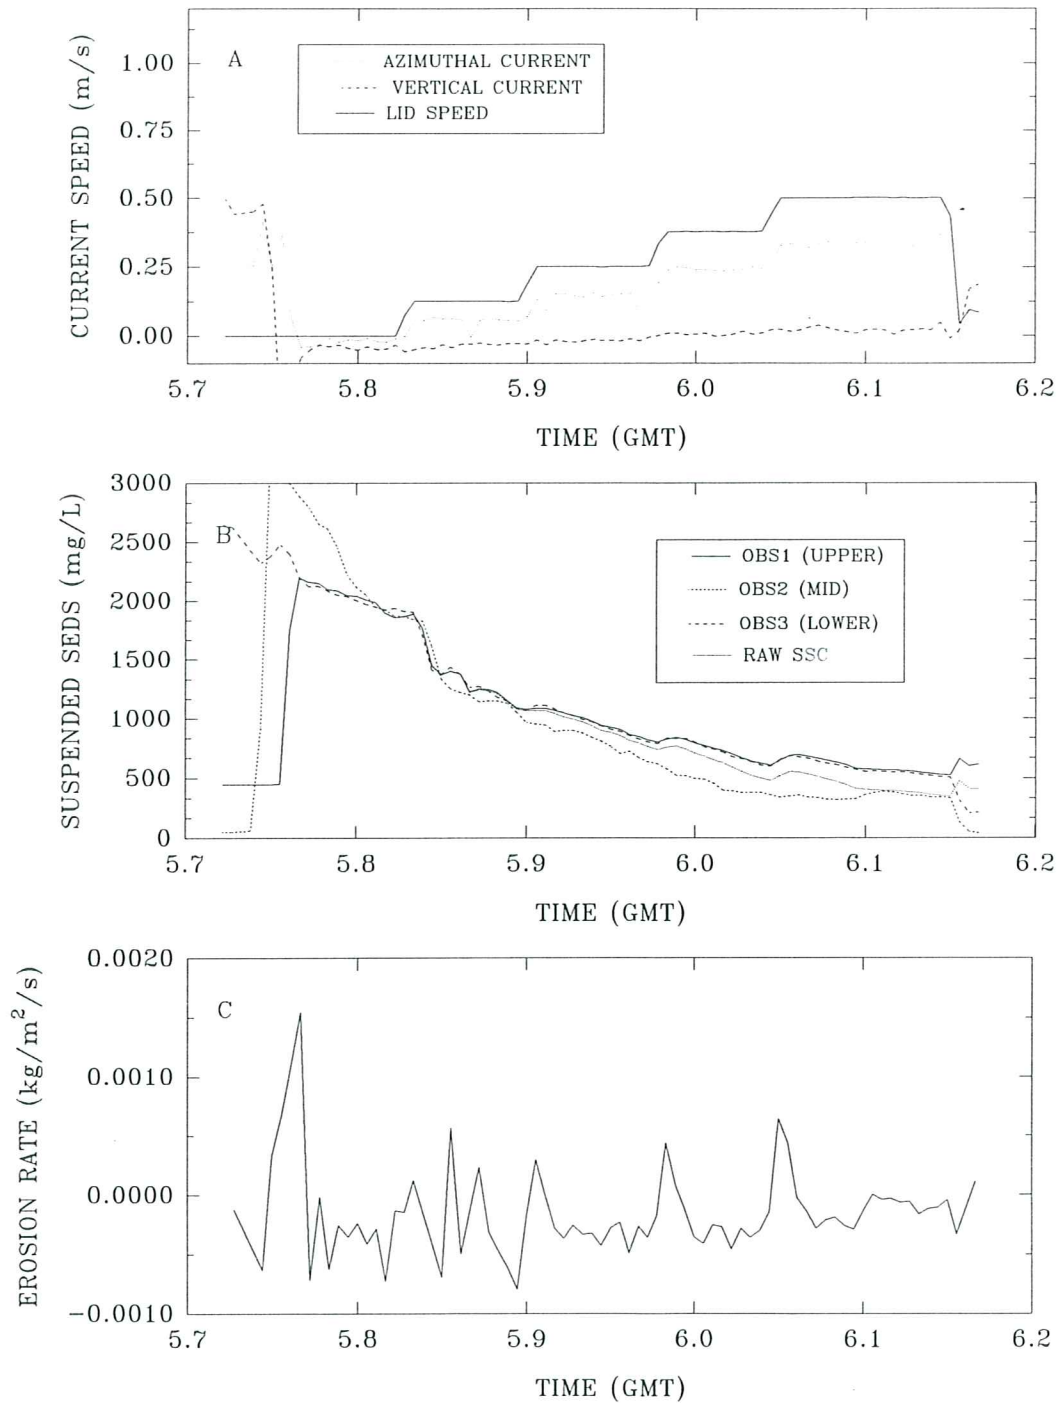 A
AZIMUTHAL CURRENT
VERTICAL CURRENT
LID SPEED
CURRENT SPEED (m/s)
1.00
0.75
0.50
0.25
0.00
5.7 5.8 5.9 6.0 6.1 6.2
TIME (GMT)
B
OBS1 (UPPER)
OBS2 (MID)
OBS3 (LOWER)
RAW SSC
SUSPENDED SEDS (mg/L)
3000
2500
2000
1500
1000
500
0
5.7 5.8 5.9 6.0 6.1 6.2
TIME (GMT)
C
EROSION RATE (kg/m²/s)
0.0020
0.0010
0.0000
−0.0010
5.7 5.8 5.9 6.0 6.1 6.2
TIME (GMT)